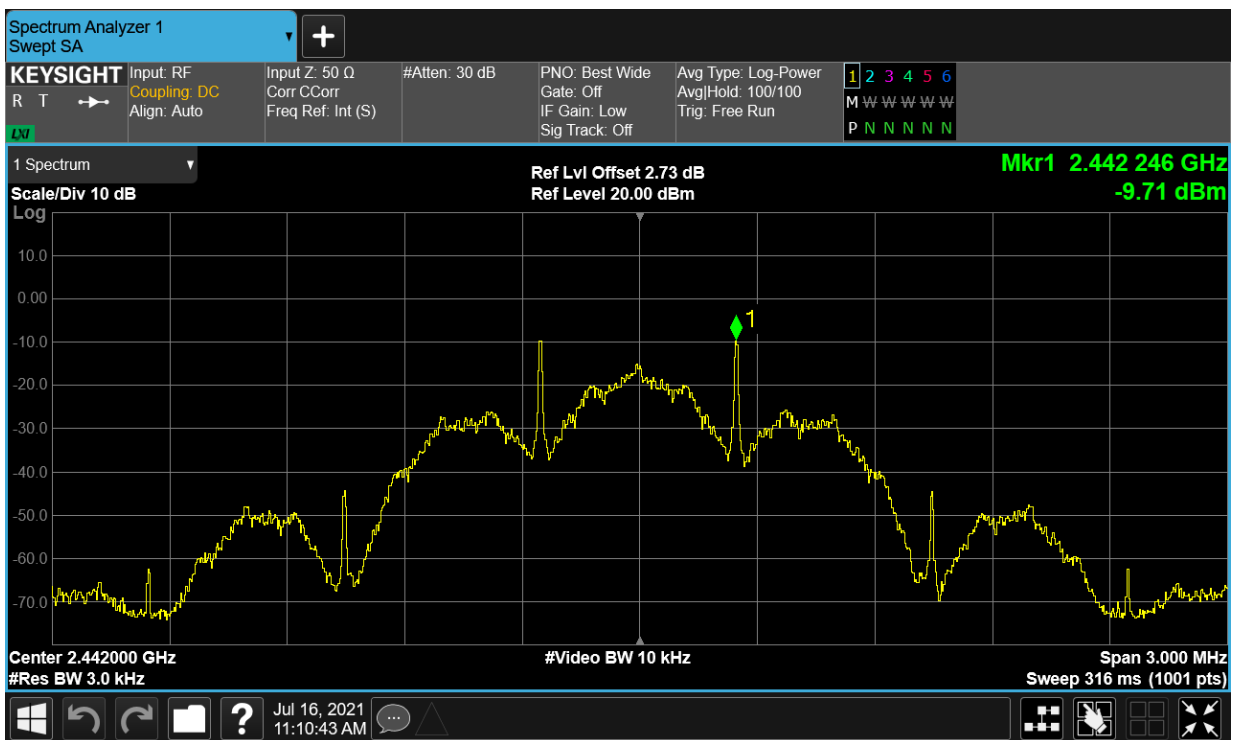 Spectrum Analyzer 1
Swept SA
+
KEYSIGHT
R T
LXI
Input: RF
Coupling: DC
Align: Auto
Input Z: 50 Ω
Corr CCorr
Freq Ref: Int (S)
#Atten: 30 dB
PNO: Best Wide
Gate: Off
IF Gain: Low
Sig Track: Off
Avg Type: Log-Power
Avg|Hold: 100/100
Trig: Free Run
1 2 3 4 5 6
M W W W W W
P N N N N N
1 Spectrum
Scale/Div 10 dB
Ref Lvl Offset 2.73 dB
Ref Level 20.00 dBm
Mkr1 2.442 246 GHz
-9.71 dBm
Log
10.0
0.00
-10.0
-20.0
-30.0
-40.0
-50.0
-60.0
-70.0
1
Center 2.442000 GHz
#Res BW 3.0 kHz
#Video BW 10 kHz
Span 3.000 MHz
Sweep 316 ms (1001 pts)
?
Jul 16, 2021
11:10:43 AM